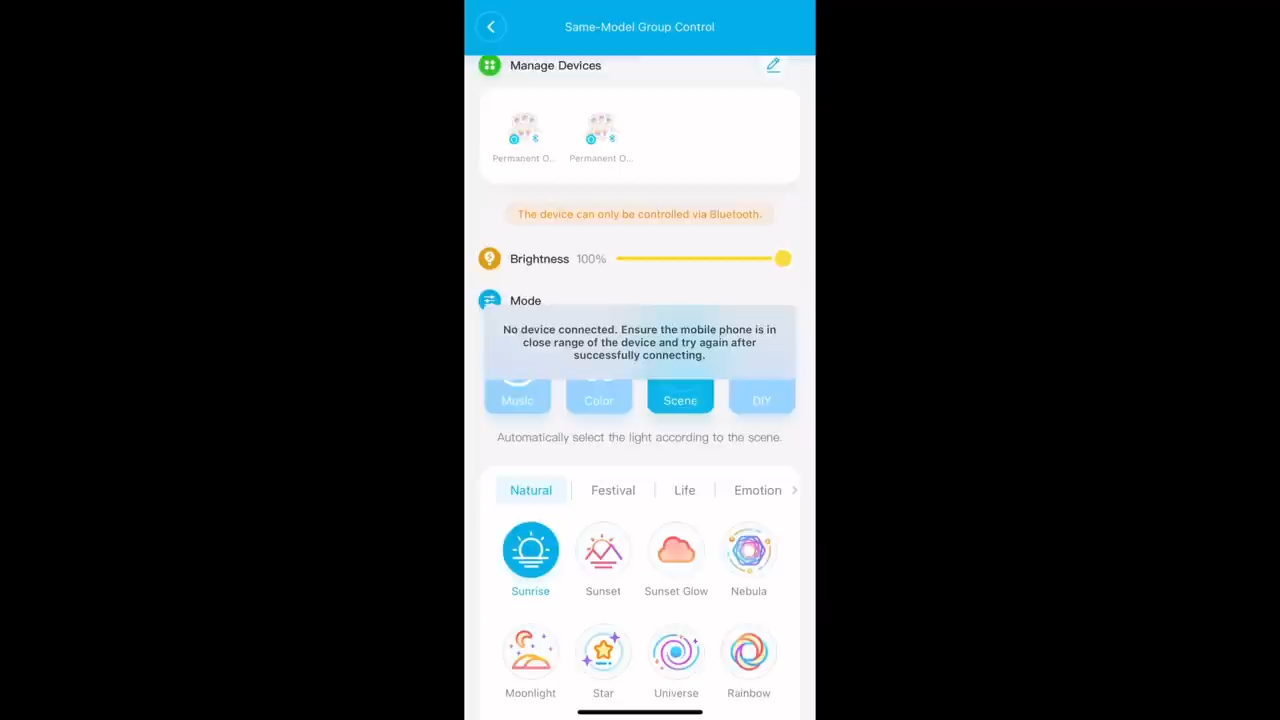 Same-Model Group Control
Manage Devices
Permanent O... Permanent O...
The device can only be controlled via Bluetooth.
Brightness 100%
Mode
No device connected. Ensure the mobile phone is in
close range of the device and try again after
successfully connecting.
Music Color Scene DIY
Automatically select the light according to the scene.
Natural Festival Life Emotion
Sunrise Sunset Sunset Glow Nebula
Moonlight Star Universe Rainbow